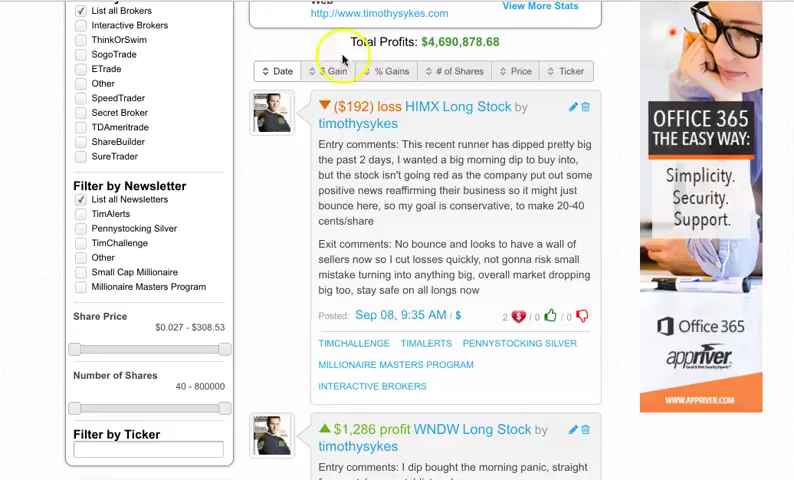 List all Brokers
Interactive Brokers
ThinkOrSwim
SogoTrade
ETrade
Other
SpeedTrader
Secret Broker
TDAmeritrade
ShareBuilder
SureTrader
Filter by Newsletter
List all Newsletters
TimAlerts
Pennystocking Silver
TimChallenge
Other
Small Cap Millionaire
Millionaire Masters Program
Share Price
$0.027 - $308.53
Number of Shares
40 - 800000
Filter by Ticker
Web
http://www.timothysykes.com
View More Stats
Total Profits: $4,690,878.68
Date
$ Gain
% Gains
# of Shares
Price
Ticker
($192) loss HIMX Long Stock by
timothysykes
Entry comments: This recent runner has dipped pretty big
the past 2 days, I wanted a big morning dip to buy into,
but the stock isn't going red as the company put out some
positive news reaffirming their business so it might just
bounce here, so my goal is conservative, to make 20-40
cents/share
Exit comments: No bounce and looks to have a wall of
sellers now so I cut losses quickly, not gonna risk small
mistake turning into anything big, overall market dropping
big too, stay safe on all longs now
Posted: Sep 08, 9:35 AM / $
2 / 0 / 0
TIMCHALLENGE TIMALERTS PENNYSTOCKING SILVER
MILLIONAIRE MASTERS PROGRAM
INTERACTIVE BROKERS
$1,286 profit WNDW Long Stock by
timothysykes
Entry comments: I dip bought the morning panic, straight
OFFICE 365
THE EASY WAY:
Simplicity.
Security.
Support.
Office 365
appriver
WWW.APPRIVER.COM